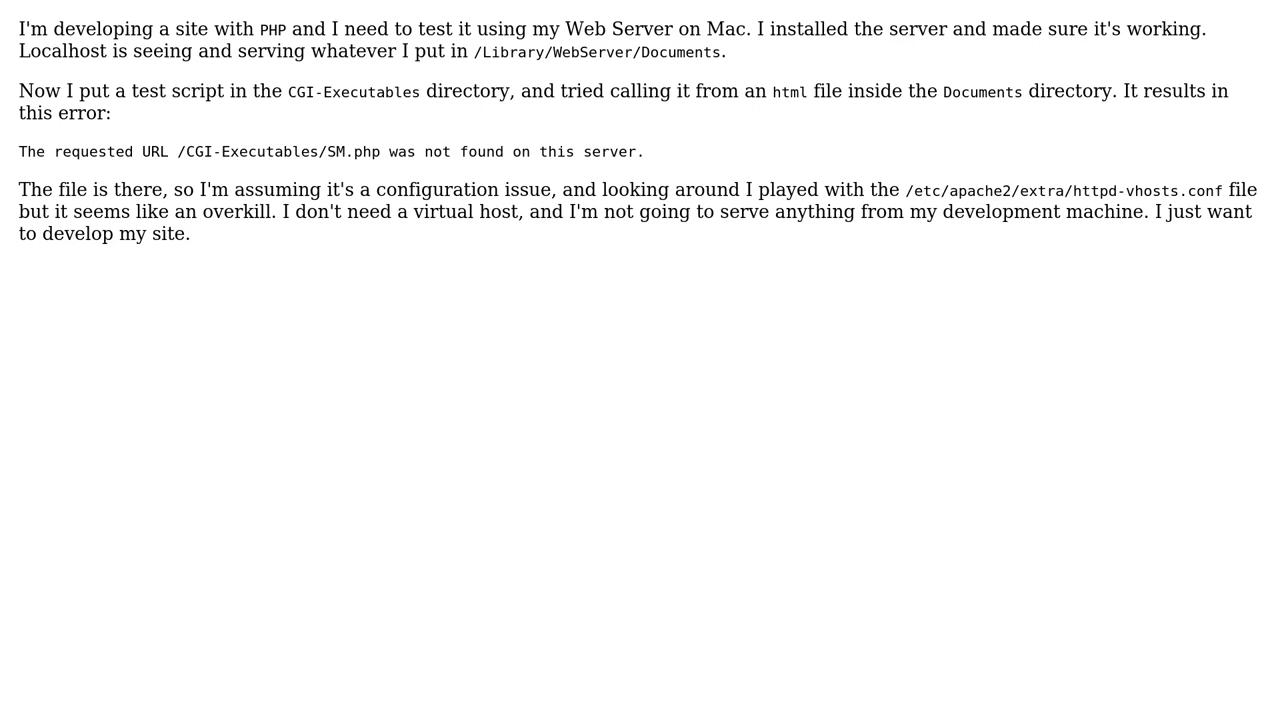 I'm developing a site with PHP and I need to test it using my Web Server on Mac. I installed the server and made sure it's working.
Localhost is seeing and serving whatever I put in /Library/WebServer/Documents.
Now I put a test script in the CGI-Executables directory, and tried calling it from an html file inside the Documents directory. It results in
this error:
The requested URL /CGI-Executables/SM.php was not found on this server.
The file is there, so I'm assuming it's a configuration issue, and looking around I played with the /etc/apache2/extra/httpd-vhosts.conf file
but it seems like an overkill. I don't need a virtual host, and I'm not going to serve anything from my development machine. I just want
to develop my site.